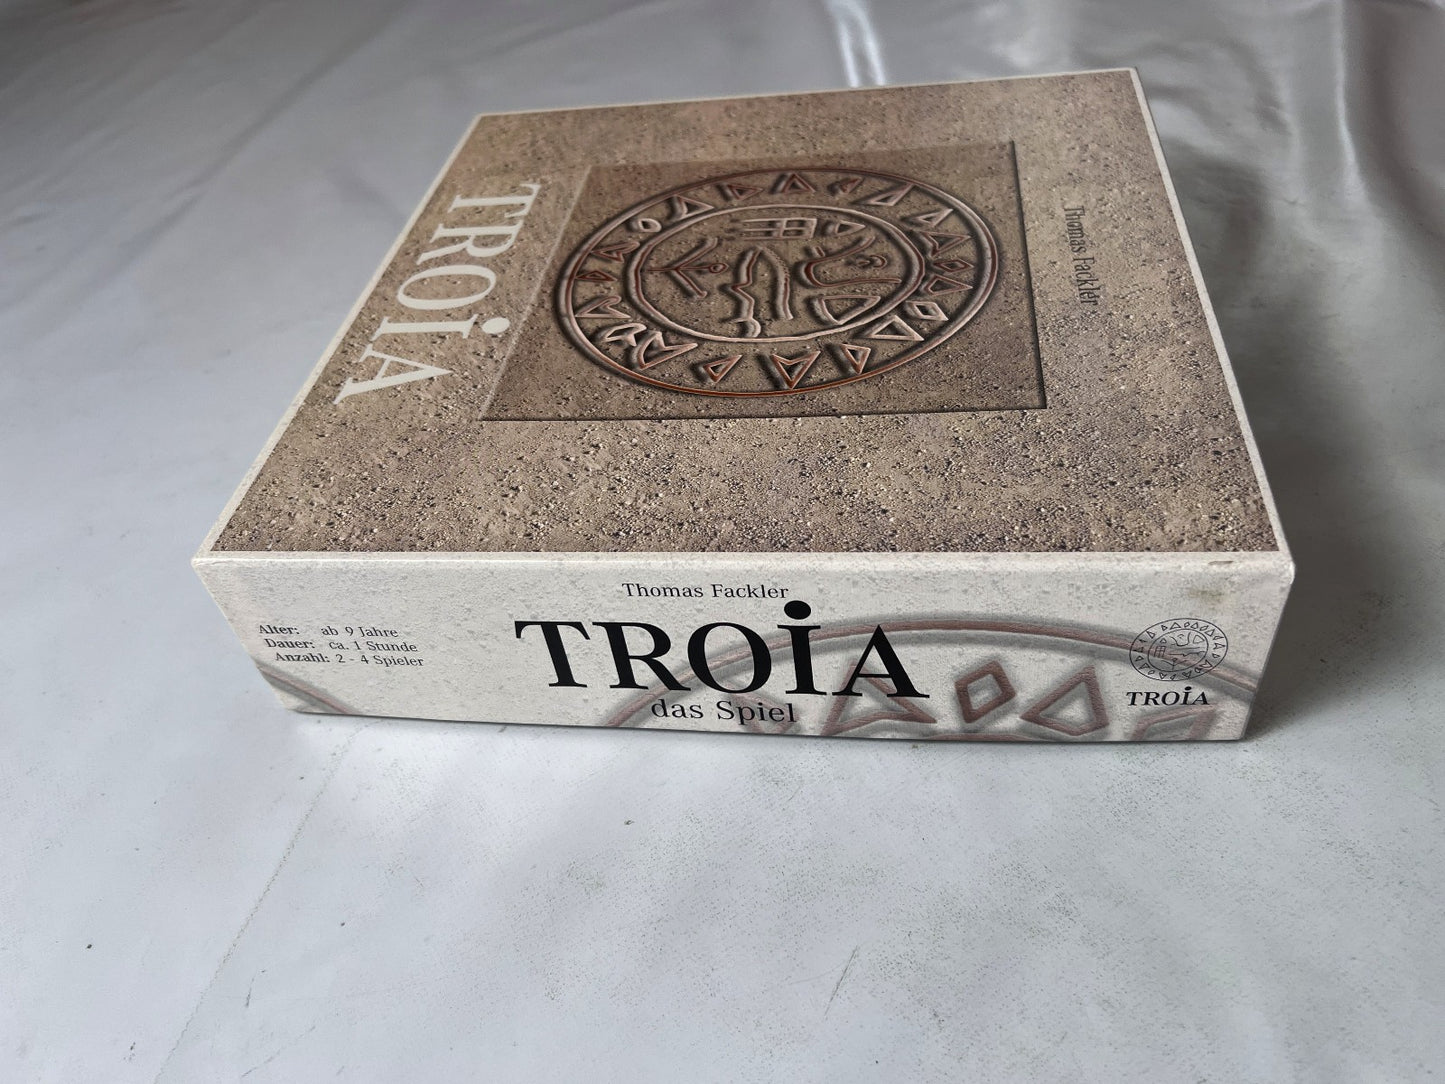 TROiA
Thomas Fackler
Thomas Fackler
Alter: ab 9 Jahre
Dauer: ca. 1 Stunde
Anzahl: 2 - 4 Spieler
TROiA
das Spiel
TROiA